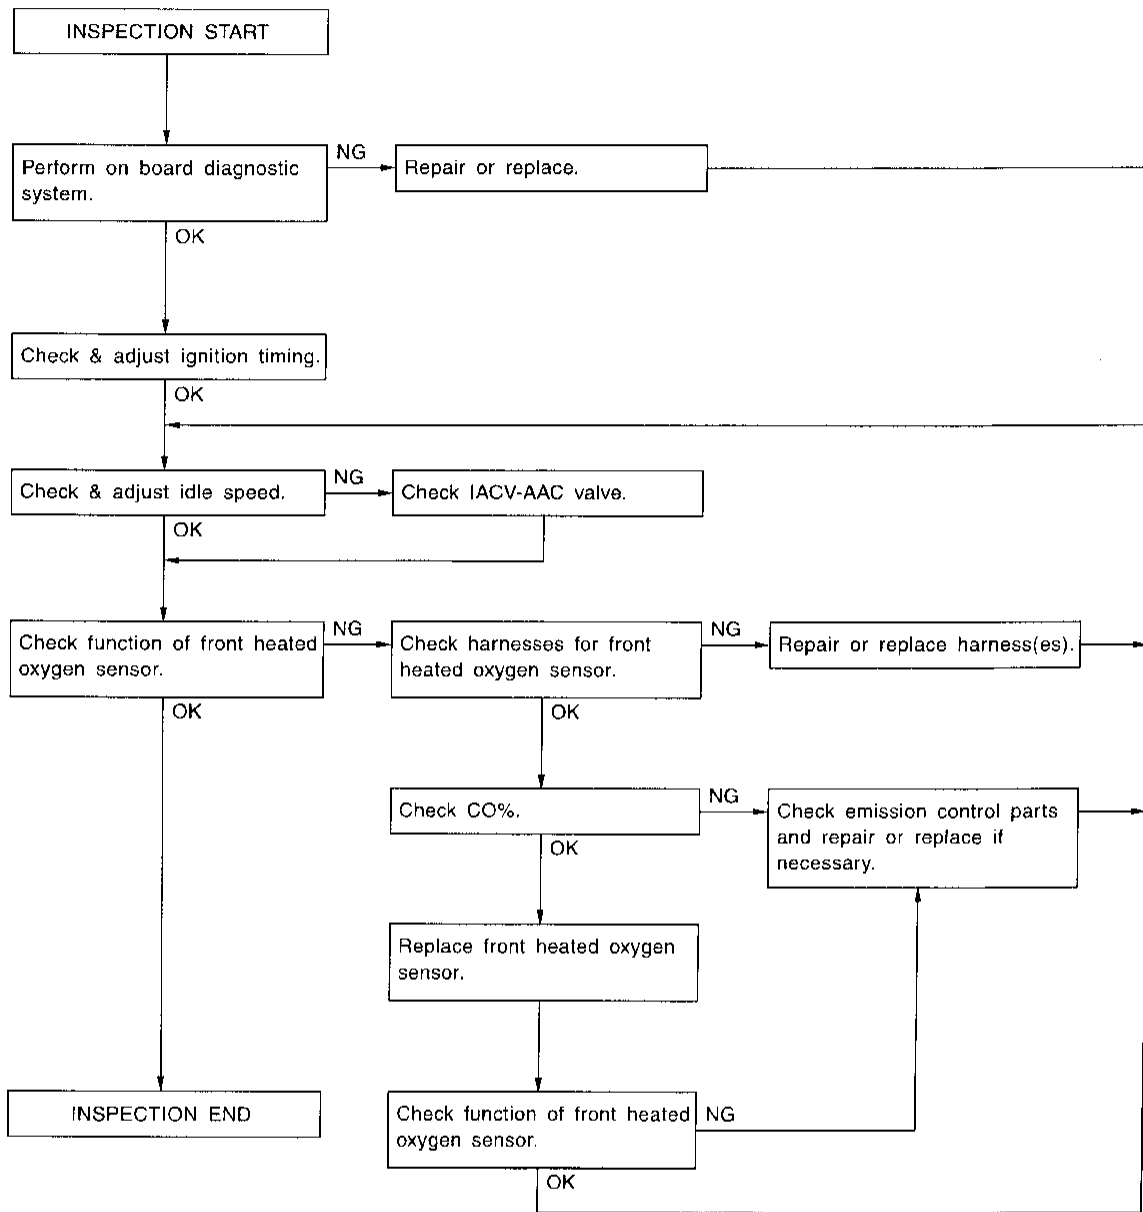 INSPECTION START
Perform on board diagnostic
system.
NG
Repair or replace.
OK
Check & adjust ignition timing.
OK
Check & adjust idle speed.
NG
Check IACV-AAC valve.
OK
Check function of front heated
oxygen sensor.
NG
Check harnesses for front
heated oxygen sensor.
NG
Repair or replace harness(es).
OK
OK
Check CO%.
NG
Check emission control parts
and repair or replace if
necessary.
OK
Replace front heated oxygen
sensor.
INSPECTION END
Check function of front heated
oxygen sensor.
NG
OK